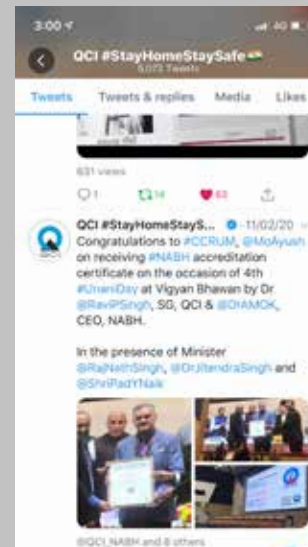 3:00
4G
QCI #StayHomeStaySafe
6,073 Tweets
Tweets Tweets & replies Media Likes
631 views
1 14 63
QCI #StayHomeStayS... · 11/02/20
Congratulations to #CCRUM, @MoAyush
on receiving #NABH accreditation
certificate on the occasion of 4th
#UnaniDay at Vigyan Bhawan by Dr
@RaviPSingh, SG, QCI & @DrAMOK,
CEO, NABH.
In the presence of Minister
@RajNathSingh, @DrJitendraSingh and
@ShriPadYNaik
@QCI_NABH and 8 others